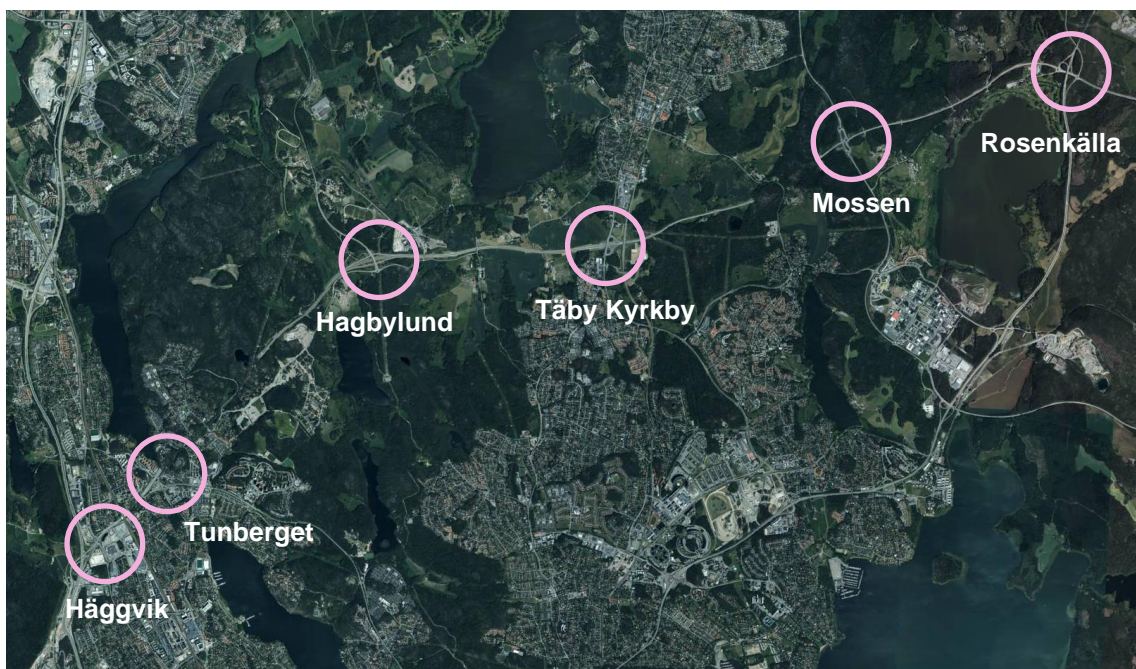 Rosenkälla
Mossen
Täby Kyrkby
Hagbylund
Tunberget
Häggvik